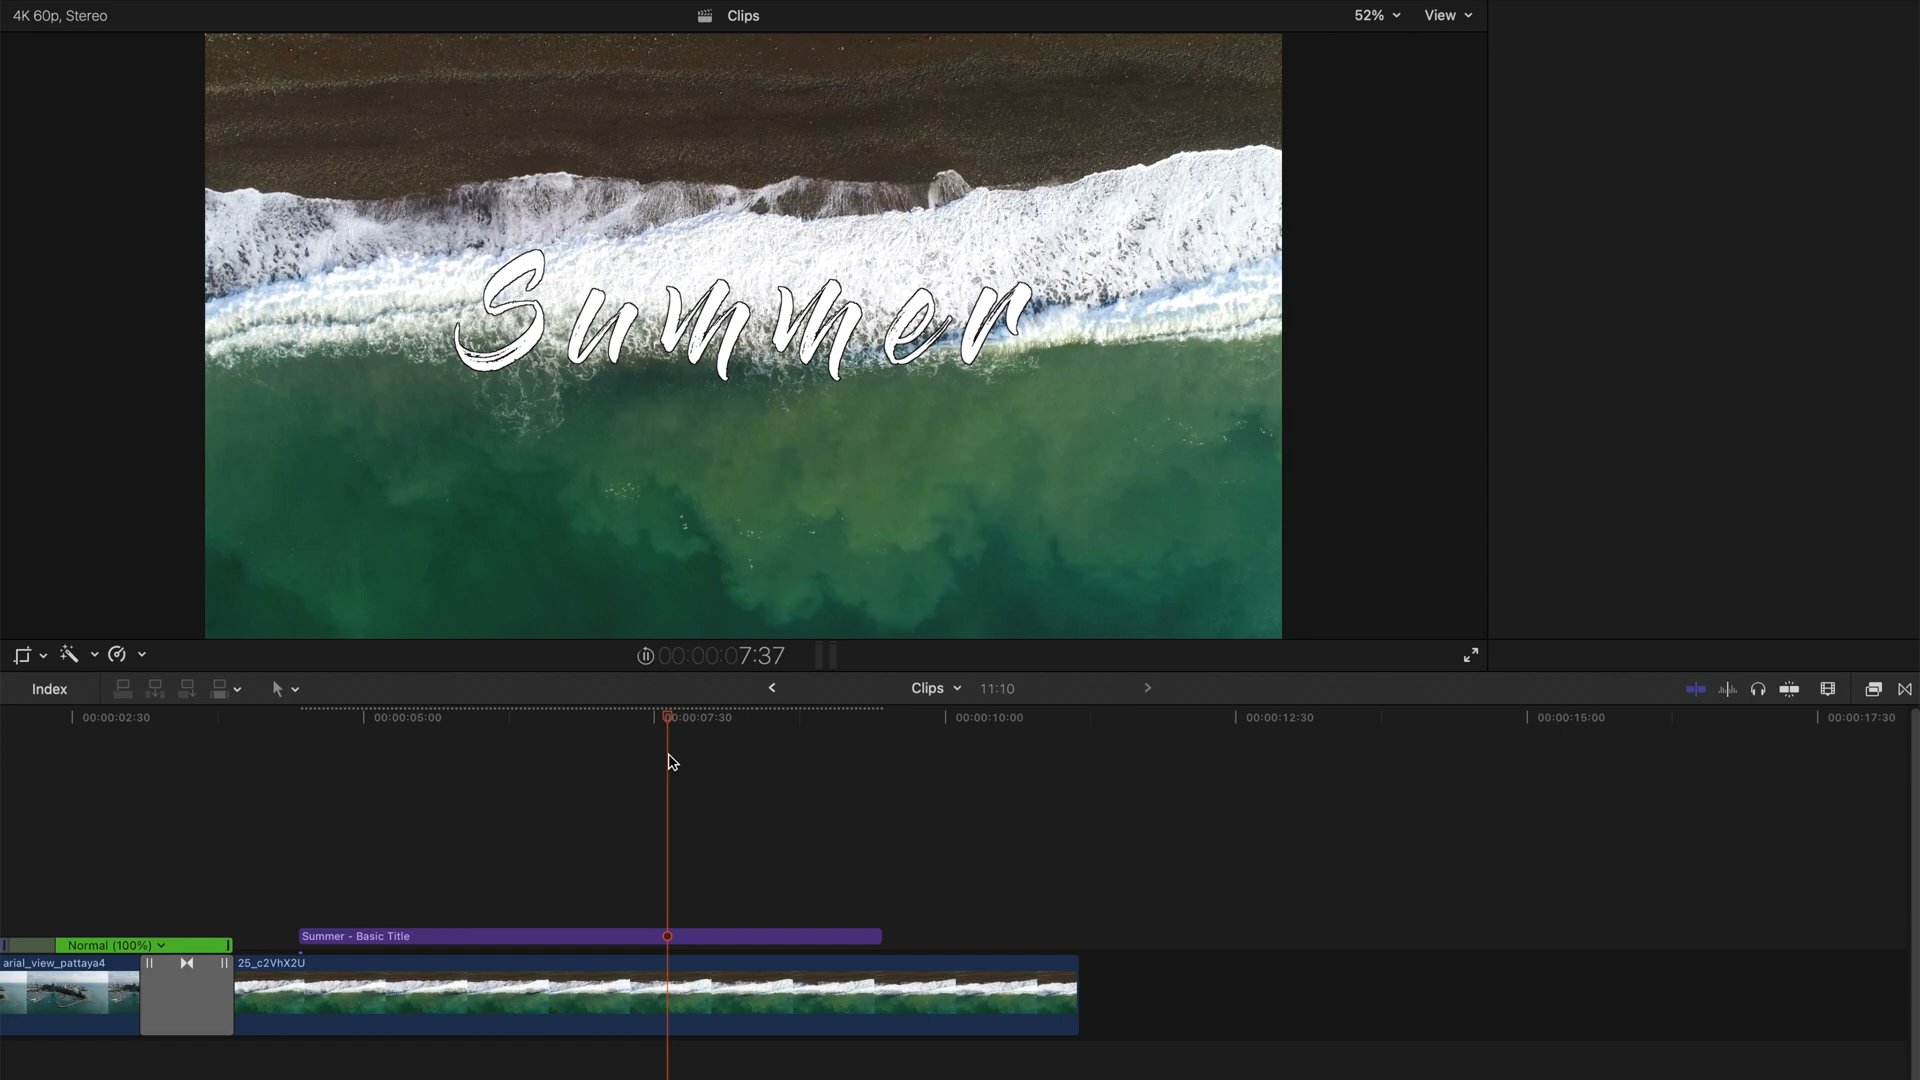 4K 60p, Stereo
Clips
52%
View
Summer
00:00:07:37
Index
Clips
11:10
00:00:02:30
00:00:05:00
00:00:07:30
00:00:10:00
00:00:12:30
00:00:15:00
00:00:17:30
Summer - Basic Title
Normal (100%)
arial_view_pattaya4
25_c2VhX2U